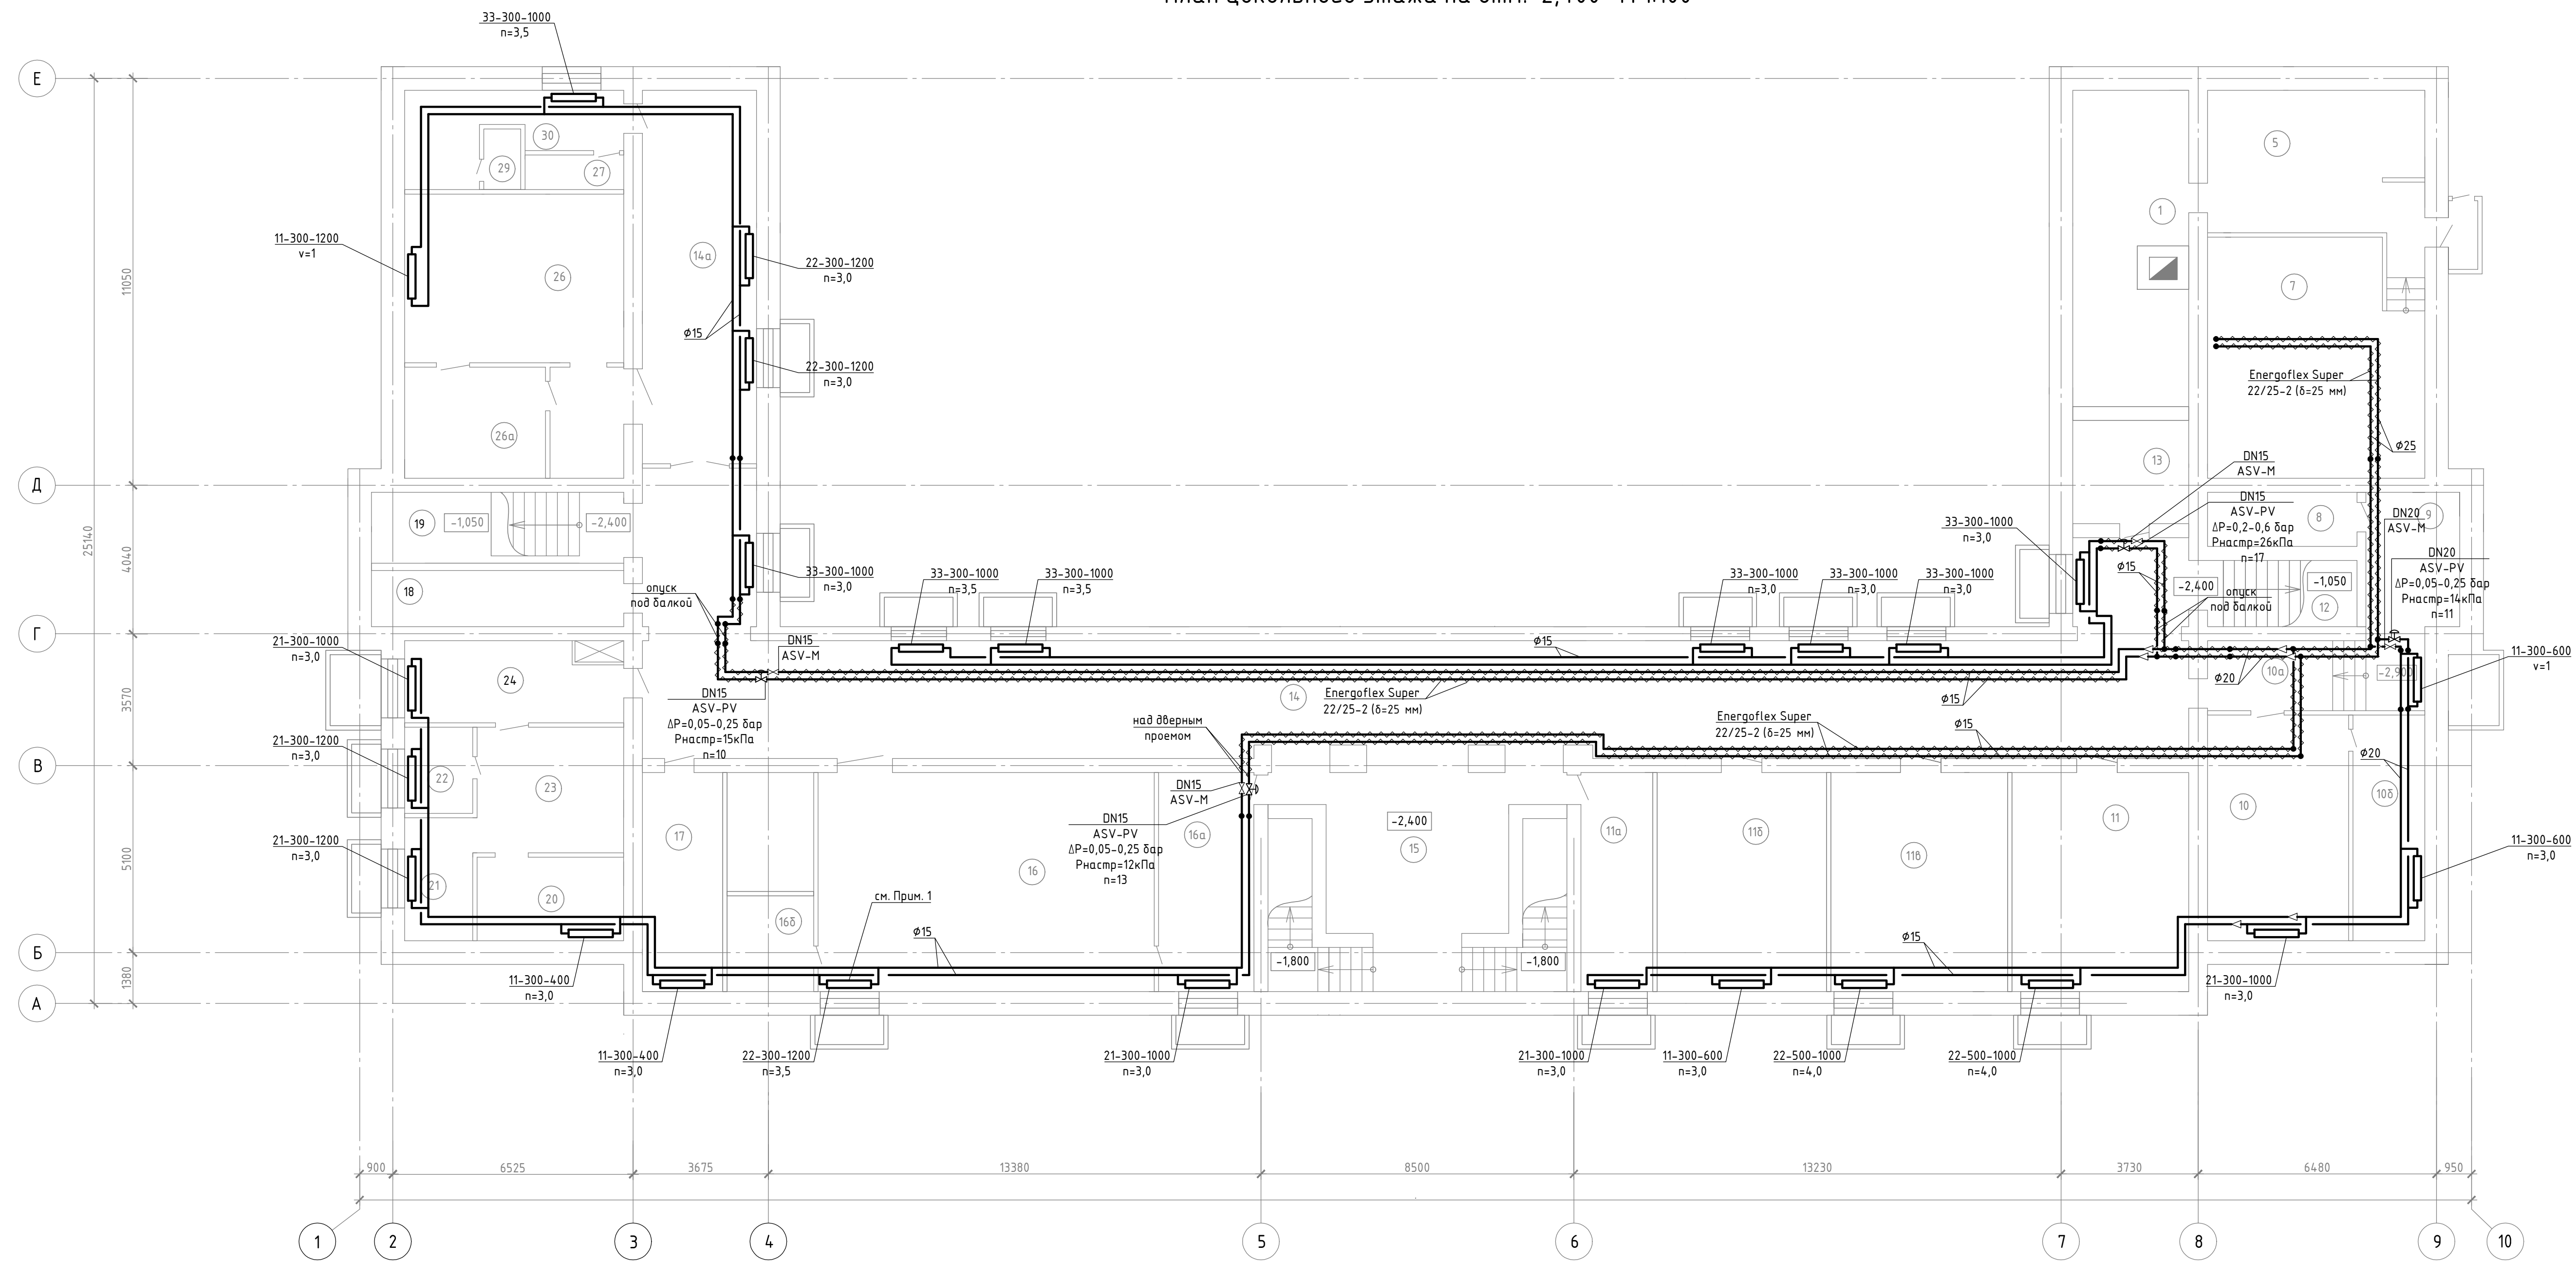 План цокольного этажа на отм. -2,400 М 1:100
33-300-1000
n=3,5
Е
30
29
27
5
1
11-300-1200
v=1
14а
26
22-300-1200
n=3,0
7
11050
Ø15
22-300-1200
n=3,0
Energoflex Super
22/25-2 (δ=25 мм)
26а
Ø25
13
DN15
ASV-M
Д
DN15
ASV-PV
ΔP=0,2-0,6 бар
Pнастр=26кПа
n=17
19
-1,050
-2,400
33-300-1000
n=3,0
8
9
DN20
ASV-M
25140
4040
DN20
ASV-PV
ΔP=0,05-0,25 бар
Pнастр=14кПа
n=11
18
опуск
под балкой
33-300-1000
n=3,0
33-300-1000
n=3,5
33-300-1000
n=3,5
33-300-1000
n=3,0
33-300-1000
n=3,0
33-300-1000
n=3,0
Ø15
-2,400
-1,050
опуск
под балкой
12
Г
21-300-1000
n=3,0
DN15
ASV-M
Ø15
11-300-600
v=1
24
14
Ø20
10а
-2,900
3570
DN15
ASV-PV
ΔP=0,05-0,25 бар
Pнастр=15кПа
n=10
Energoflex Super
22/25-2 (δ=25 мм)
Ø15
над дверным
проемом
Energoflex Super
22/25-2 (δ=25 мм)
Ø15
21-300-1200
n=3,0
Ø20
В
22
23
DN15
ASV-M
10
10б
17
DN15
ASV-PV
ΔP=0,05-0,25 бар
Pнастр=12кПа
n=13
16а
-2,400
15
11а
11б
11
21-300-1200
n=3,0
11-300-600
n=3,0
5100
16
11в
21
20
16б
см. Прим. 1
Ø15
Ø15
Б
-1,800
-1,800
1380
11-300-400
n=3,0
21-300-1000
n=3,0
А
11-300-400
n=3,0
22-300-1200
n=3,5
21-300-1000
n=3,0
21-300-1000
n=3,0
11-300-600
n=3,0
22-500-1000
n=4,0
22-500-1000
n=4,0
900
6525
3675
13380
8500
13230
3730
6480
950
1
2
3
4
5
6
7
8
9
10